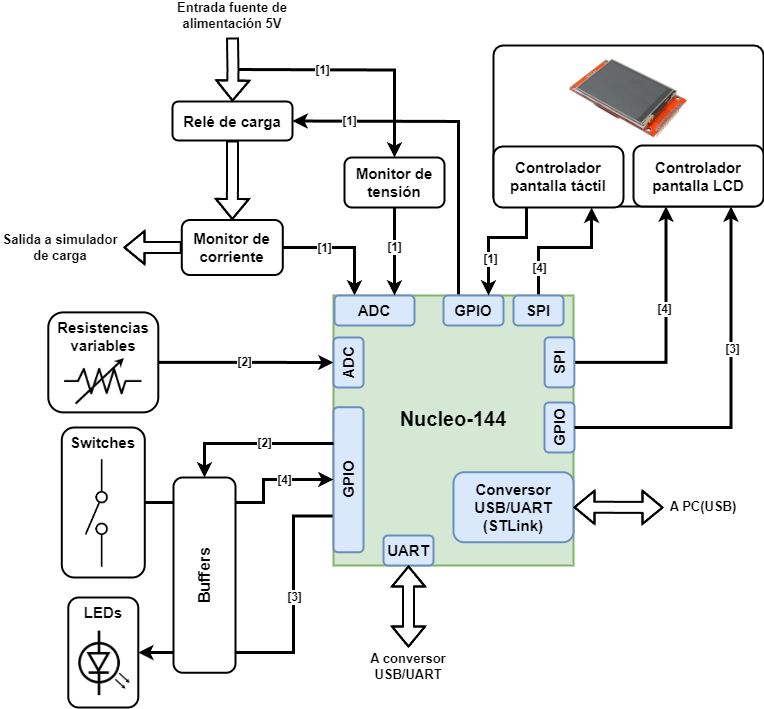 Entrada fuente de
alimentación 5V
[1]
Relé de carga
[1]
Monitor de
tensión
Controlador
pantalla táctil
Controlador
pantalla LCD
Salida a simulador
de carga
Monitor de
corriente
[1]
[1]
[1]
[4]
[4]
[3]
ADC
GPIO
SPI
Resistencias
variables
[2]
ADC
SPI
GPIO
Nucleo-144
Switches
[2]
[4]
GPIO
Buffers
[3]
Conversor
USB/UART
(STLink)
A PC(USB)
UART
LEDs
A conversor
USB/UART